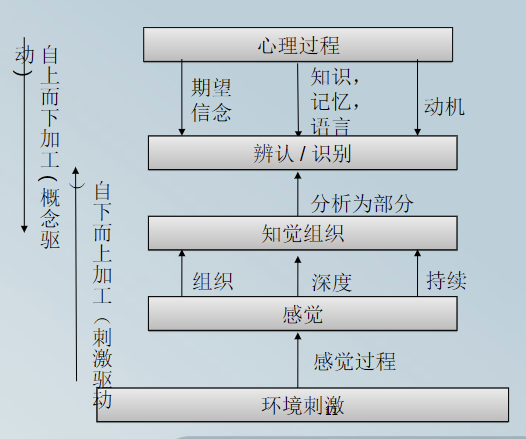 心理过程
期望
信念
知识，
记忆，
语言
动机
辨认 / 识别
分析为部分
知觉组织
组织
深度
持续
感觉
感觉过程
环境刺激
自上而下加工(概念驱
动)
自下而上加工（刺激驱动
）